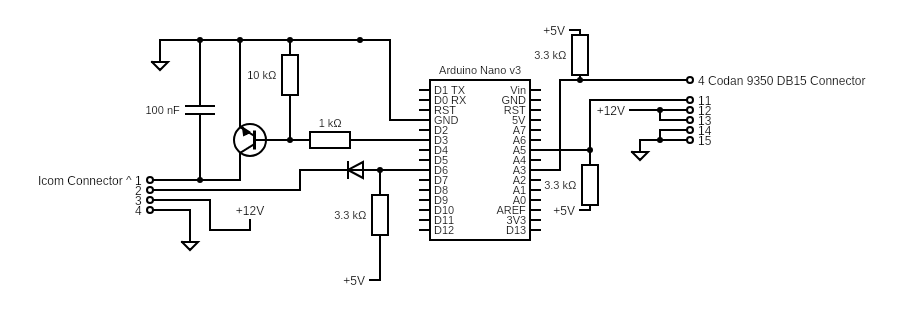 +5V
3.3 kΩ
10 kΩ
Arduino Nano v3
4 Codan 9350 DB15 Connector
D1 TX Vin
D0 RX GND 11
100 nF RST RST +12V 12
1 kΩ GND 5V 13
D2 A7 14
D3 A6 15
D4 A5
D5 A4
D6 A3
Icom Connector ^ 1 D7 A2 3.3 kΩ
2 D8 A1
3 D9 A0
4 +12V D10 AREF +5V
3.3 kΩ D11 3V3
D12 D13
+5V